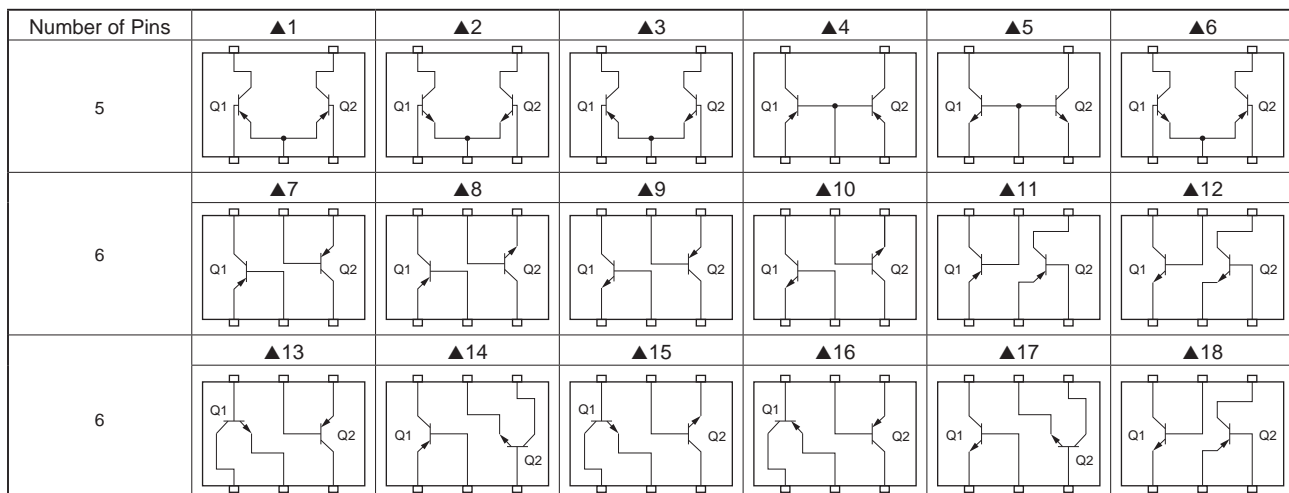 Number of Pins ▲1 ▲2 ▲3 ▲4 ▲5 ▲6
5 Q1 Q2 Q1 Q2 Q1 Q2 Q1 Q2 Q1 Q2 Q1 Q2
▲7 ▲8 ▲9 ▲10 ▲11 ▲12
6 Q1 Q2 Q1 Q2 Q1 Q2 Q1 Q2 Q1 Q2 Q1 Q2
▲13 ▲14 ▲15 ▲16 ▲17 ▲18
6 Q1 Q2 Q1 Q2 Q1 Q2 Q1 Q2 Q1 Q2 Q1 Q2